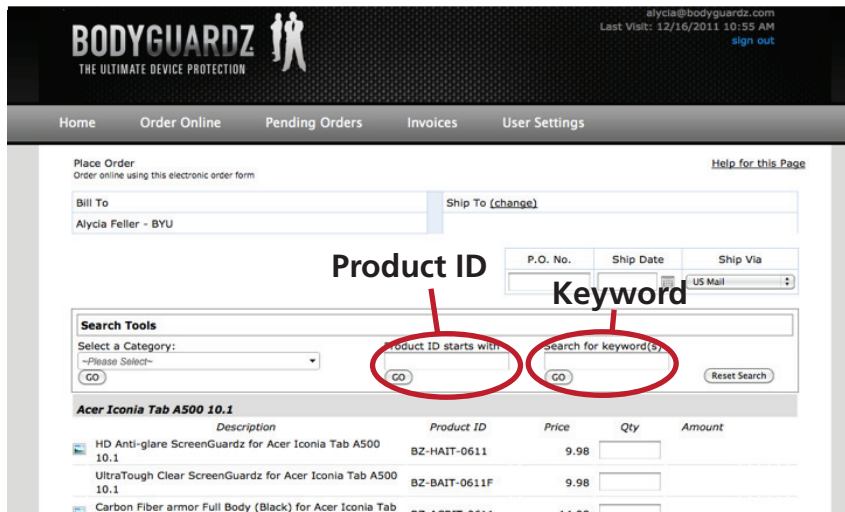 BODYGUARDZ
THE ULTIMATE DEVICE PROTECTION
alycia@bodyguardz.com
Last Visit: 12/16/2011 10:55 AM
sign out
Home Order Online Pending Orders Invoices User Settings
Place Order
Help for this Page
Order online using this electronic order form
Bill To Ship To (change)
Alycia Feller - BYU
P.O. No. Ship Date Ship Via
US Mail
Product ID
Keyword
Search Tools
Select a Category: Product ID starts with Search for keyword(s)
~Please Select~
GO GO GO Reset Search
Acer Iconia Tab A500 10.1
Description Product ID Price Qty Amount
HD Anti-glare ScreenGuardz for Acer Iconia Tab A500
10.1
BZ-HAIT-0611 9.98
UltraTough Clear ScreenGuardz for Acer Iconia Tab A500
10.1
BZ-BAIT-0611F 9.98
Carbon Fiber armor Full Body (Black) for Acer Iconia Tab